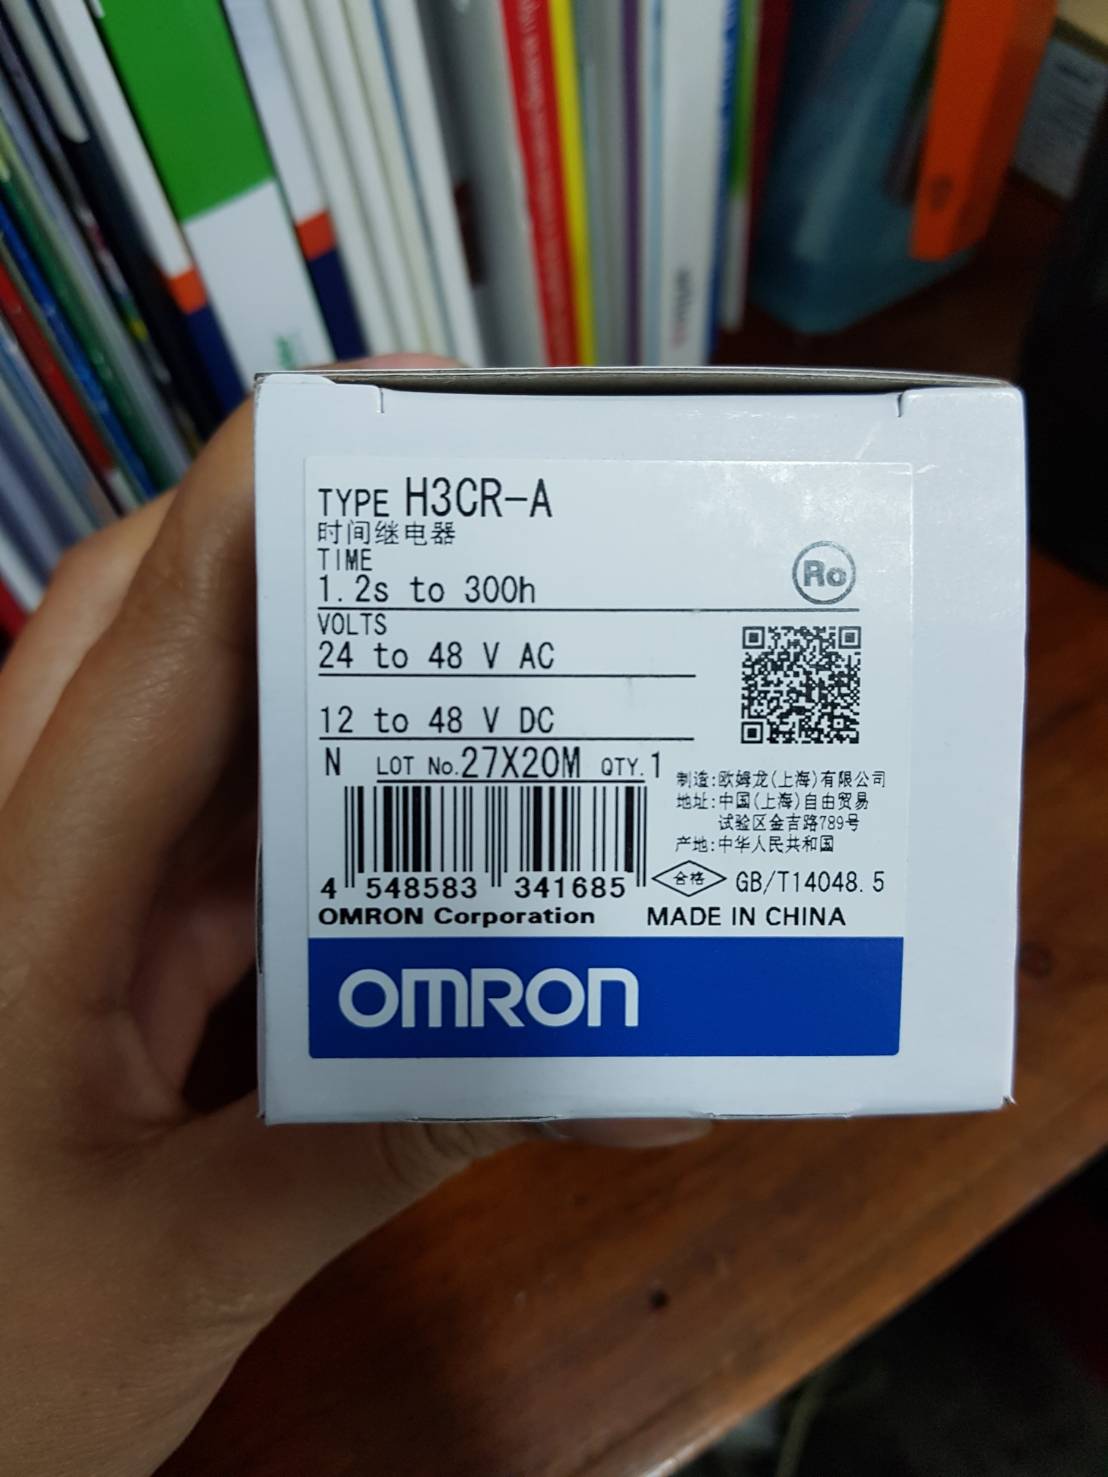 TYPE H3CR-A
时间继电器
TIME
1.2s to 300h
Ro
VOLTS
24 to 48 V AC
12 to 48 V DC
N LOT No.27X20M QTY.1
制造:欧姆龙(上海)有限公司
地址:中国(上海)自由贸易
试验区金吉路789号
产地:中华人民共和国
4 548583 341685
合格 GB/T14048.5
OMRON Corporation MADE IN CHINA
OMRON